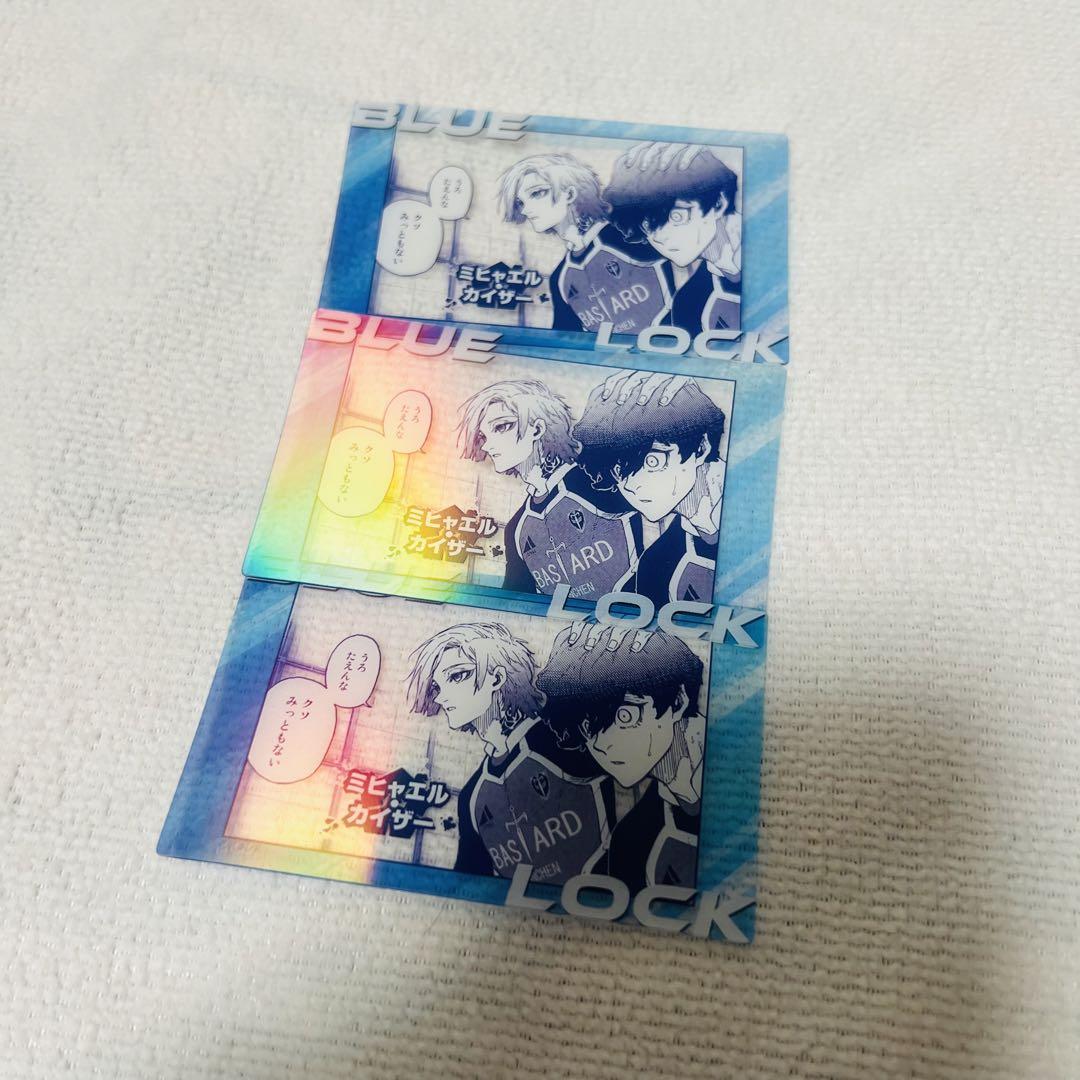 BLUE
うろ
たえんな
クソ
みっともない
ミヒャエル
カイザー
BASTARD
NCHEN
LOCK
BLUE
うろ
たえんな
クソ
みっともない
ミヒャエル
カイザー
BASTARD
NCHEN
LOCK
うろ
たえんな
クソ
みっともない
ミヒャエル
カイザー
BASTARD
NCHEN
LOCK